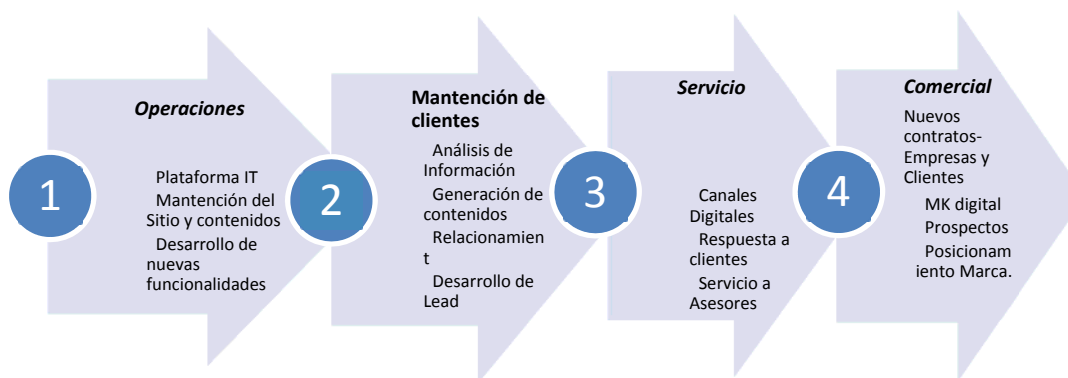 1
Operaciones
Plataforma IT
Mantención del
Sitio y contenidos
Desarrollo de
nuevas
funcionalidades
2
Mantención de
clientes
Análisis de
Información
Generación de
contenidos
Relacionamien
t
Desarrollo de
Lead
3
Servicio
Canales
Digitales
Respuesta a
clientes
Servicio a
Asesores
4
Comercial
Nuevos
contratos-
Empresas y
Clientes
MK digital
Prospectos
Posicionam
iento Marca.